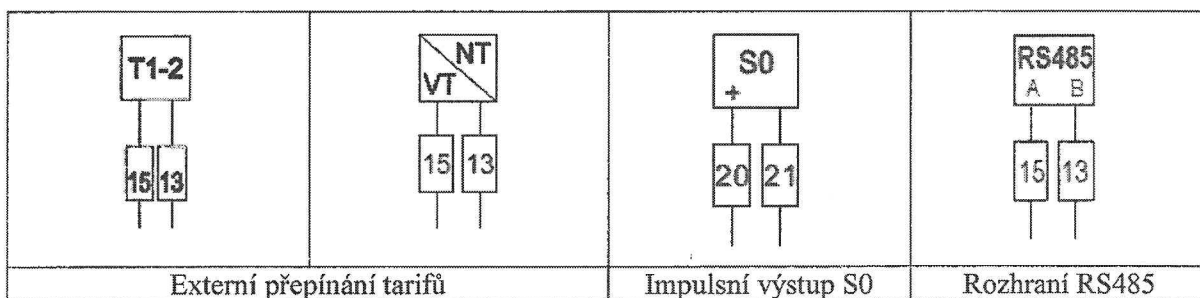 T1-2
15 13
NT
VT
15 13
S0
+
20 21
RS485
A B
15 13
Externí přepínání tarifů
Impulsní výstup S0
Rozhraní RS485